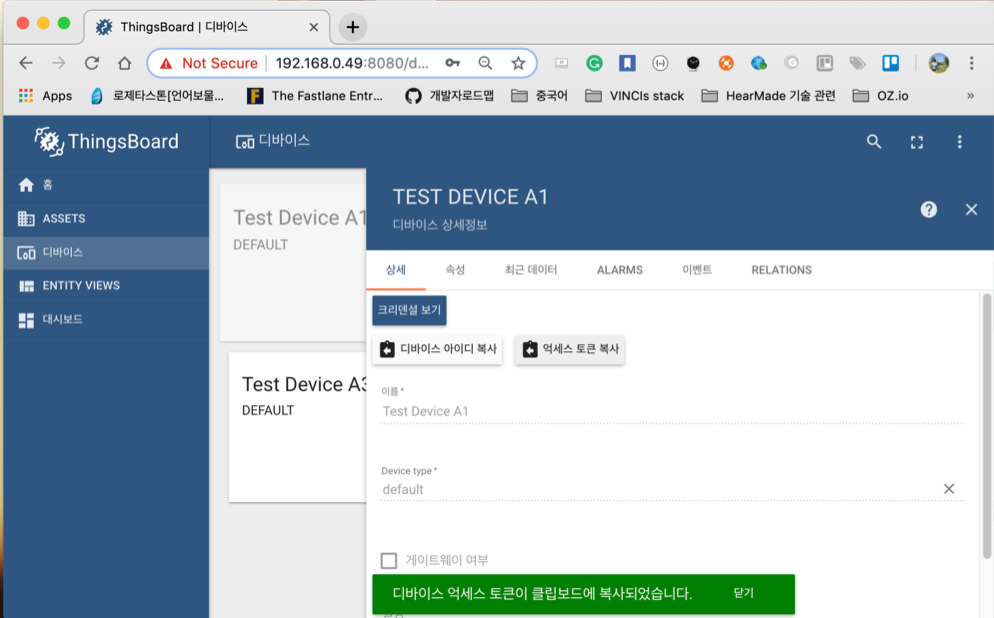 ThingsBoard | 디바이스
Not Secure
192.168.0.49:8080/d...
Apps
로제타스톤[언어보물...
The Fastlane Entr...
개발자로드맵
중국어
VINCIs stack
HearMade 기술 관련
OZ.io
»
ThingsBoard
디바이스
홈
ASSETS
디바이스
ENTITY VIEWS
대시보드
Test Device A1
DEFAULT
Test Device A3
DEFAULT
TEST DEVICE A1
디바이스 상세정보
상세
속성
최근 데이터
ALARMS
이벤트
RELATIONS
크리덴셜 보기
디바이스 아이디 복사
억세스 토큰 복사
이름 *
Test Device A1
Device type *
default
게이트웨이 여부
디바이스 억세스 토큰이 클립보드에 복사되었습니다.
닫기